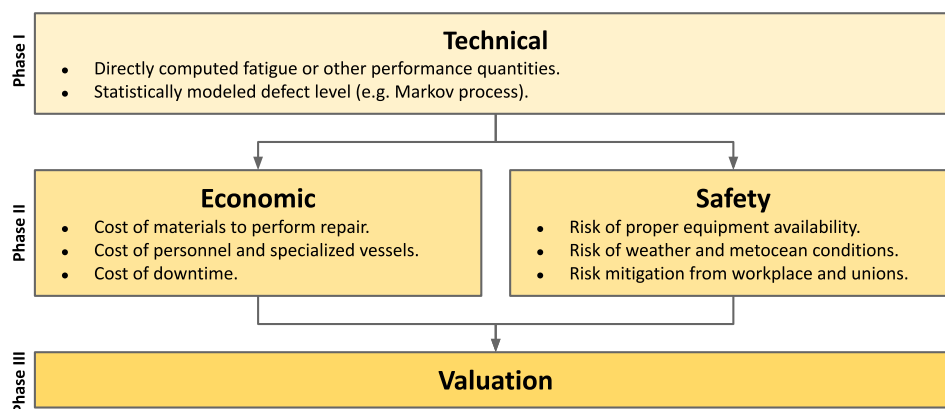 Phase I
Technical
• Directly computed fatigue or other performance quantities.
• Statistically modeled defect level (e.g. Markov process).
Phase II
Economic
• Cost of materials to perform repair.
• Cost of personnel and specialized vessels.
• Cost of downtime.
Safety
• Risk of proper equipment availability.
• Risk of weather and metocean conditions.
• Risk mitigation from workplace and unions.
Phase III
Valuation